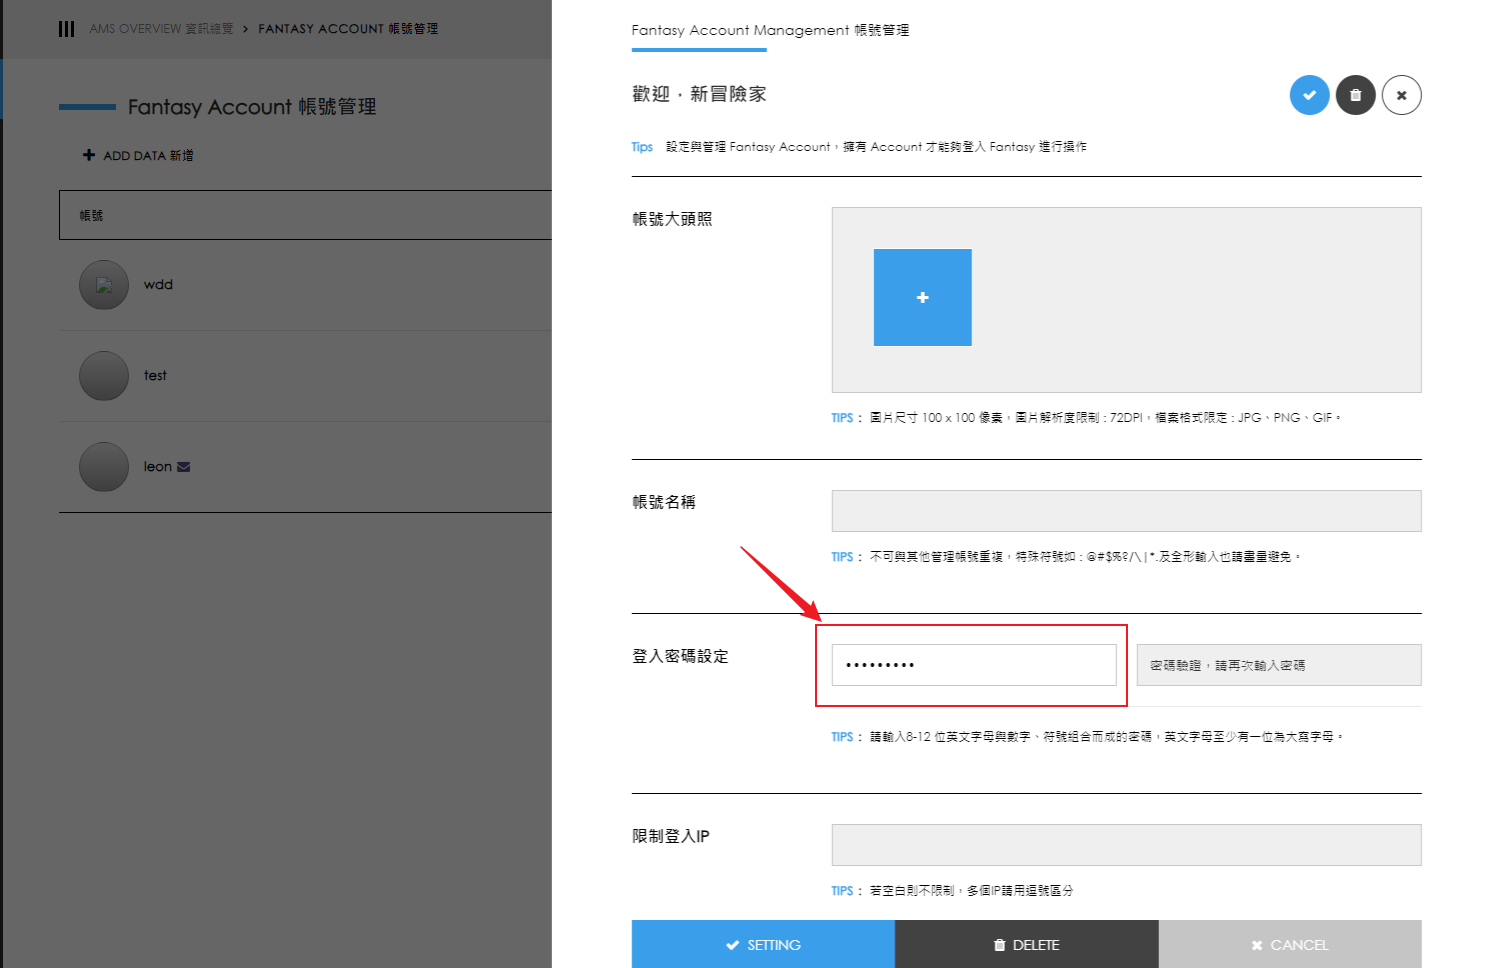 AMS OVERVIEW 資訊總覽 > FANTASY ACCOUNT 帳號管理
Fantasy Account 帳號管理
ADD DATA 新增
帳號
wdd
test
leon
Fantasy Account Management 帳號管理
歡迎．新冒險家
Tips 設定與管理 Fantasy Account，擁有 Account 才能夠登入 Fantasy 進行操作
帳號大頭照
TIPS： 圖片尺寸 100 x 100 像素，圖片解析度限制 : 72DPI，檔案格式限定 : JPG、PNG、GIF。
帳號名稱
TIPS： 不可與其他管理帳號重複，特殊符號如 : @#$%?/\|*.及全形輸入也請盡量避免。
登入密碼設定
•••••••••
密碼驗證，請再次輸入密碼
TIPS： 請輸入8-12 位英文字母與數字、符號組合而成的密碼，英文字母至少有一位為大寫字母。
限制登入IP
TIPS： 若空白則不限制，多個IP請用逗號區分
SETTING
DELETE
CANCEL